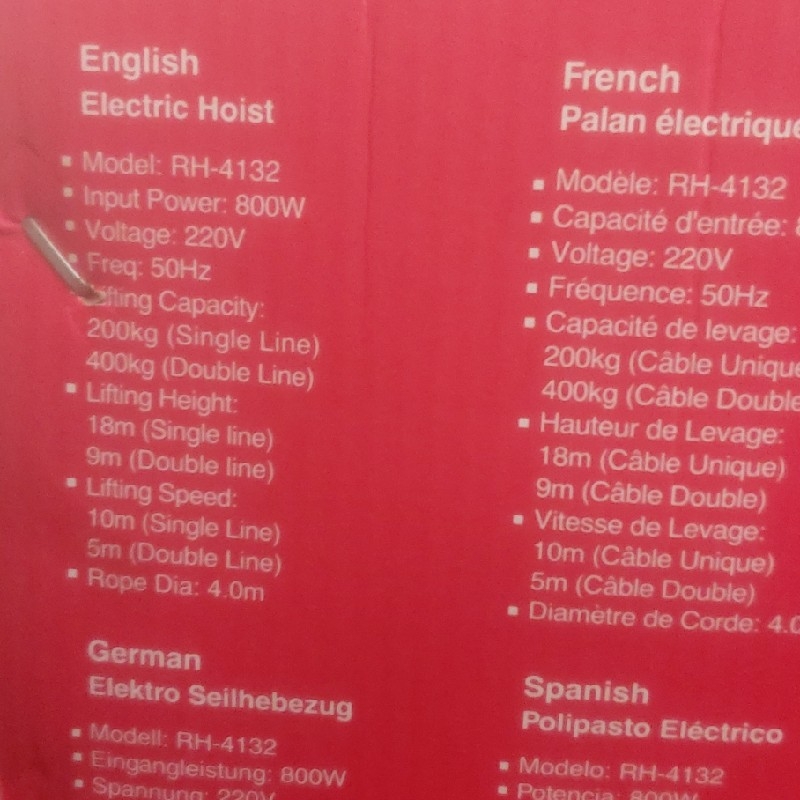 English
Electric Hoist
▪ Model: RH-4132
▪ Input Power: 800W
▪ Voltage: 220V
▪ Freq: 50Hz
Lifting Capacity:
200kg (Single Line)
400kg (Double Line)
▪ Lifting Height:
18m (Single line)
9m (Double line)
▪ Lifting Speed:
10m (Single Line)
5m (Double Line)
▪ Rope Dia: 4.0m
French
Palan électrique
▪ Modèle: RH-4132
▪ Capacité d'entrée:
▪ Voltage: 220V
▪ Fréquence: 50Hz
▪ Capacité de levage:
200kg (Câble Unique
400kg (Câble Double
▪ Hauteur de Levage:
18m (Câble Unique)
9m (Câble Double)
▪ Vitesse de Levage:
10m (Câble Unique)
5m (Câble Double)
▪ Diamètre de Corde: 4.0
German
Elektro Seilhebezug
▪ Modell: RH-4132
▪ Eingangleistung: 800W
▪ Spannung: 220V
Spanish
Polipasto Eléctrico
▪ Modelo: RH-4132
▪ Potencia: 800W